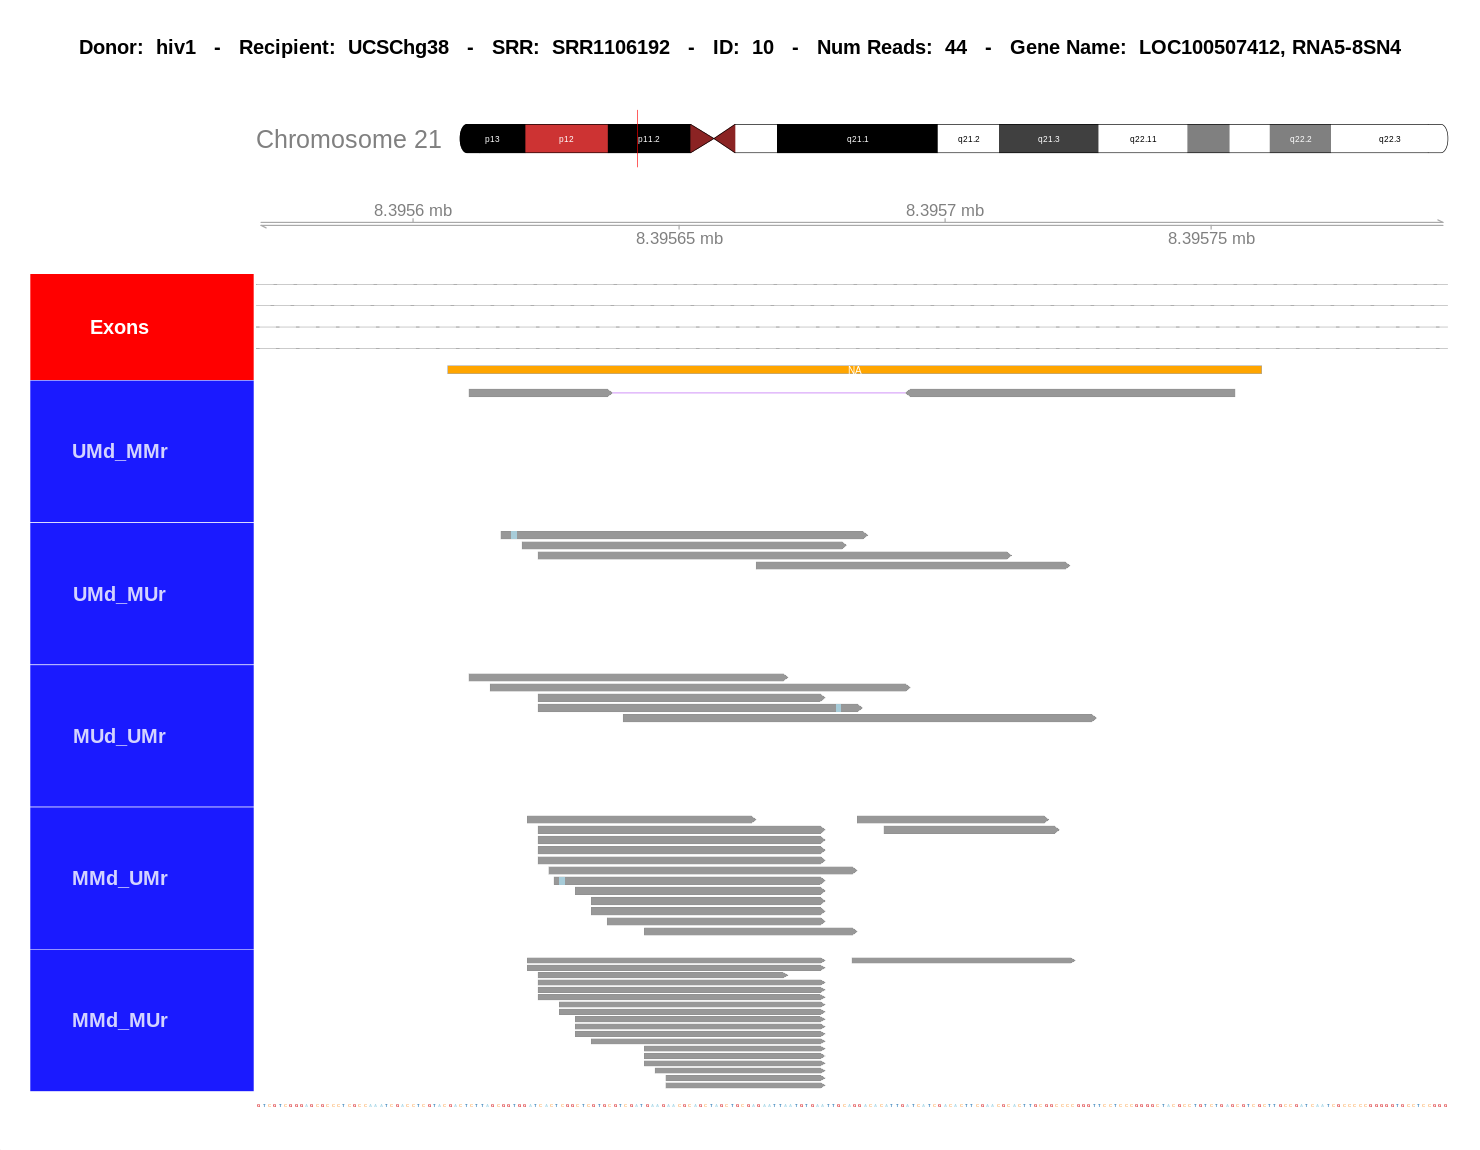 Donor: hiv1 - Recipient: UCSChg38 - SRR: SRR1106192 - ID: 10 - Num Reads: 44 - Gene Name: LOC100507412, RNA5-8SN4
Chromosome 21 p13 p12 p11.2 q21.1 q21.2 q21.3 q22.11 q22.2 q22.3
8.3956 mb 8.3957 mb
8.39565 mb 8.39575 mb
Exons
NA
UMd_MMr
UMd_MUr
MUd_UMr
MMd_UMr
MMd_MUr